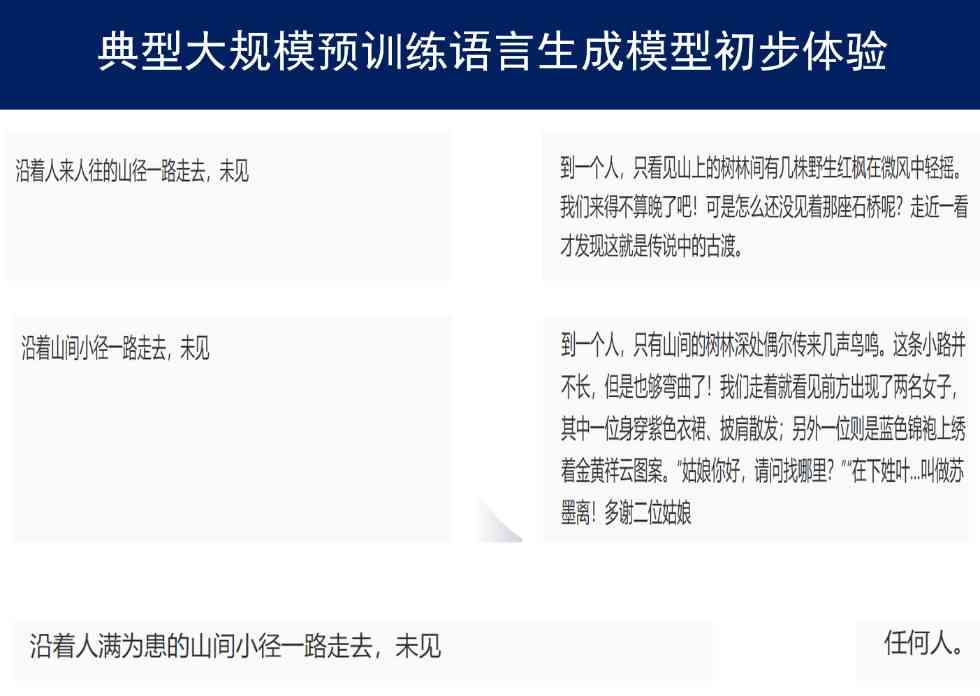 典型大规模预训练语言生成模型初步体验
沿着人来人往的山径一路走去，未见
到一个人，只看见山上的树林间有几株野生红枫在微风中轻摇。
我们来得不算晚了吧！可是怎么还没见着那座石桥呢？走近一看
才发现这就是传说中的古渡。
沿着山间小径一路走去，未见
到一个人，只有山间的树林深处偶尔传来几声鸟鸣。这条小路并
不长，但是也够弯曲了！我们走着就看见前方出现了两名女子，
其中一位身穿紫色衣裙、披肩散发；另外一位则是蓝色锦袍上绣
着金黄祥云图案。“姑娘你好，请问找哪里？”“在下姓叶...叫做苏
墨离！多谢二位姑娘
沿着人满为患的山间小径一路走去，未见
任何人。